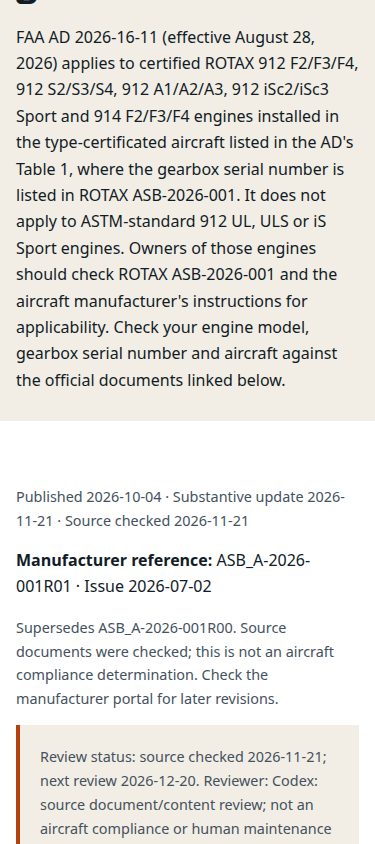 FAA AD 2026-16-11 (effective August 28,
2026) applies to certified ROTAX 912 F2/F3/F4,
912 S2/S3/S4, 912 A1/A2/A3, 912 iSc2/iSc3
Sport and 914 F2/F3/F4 engines installed in
the type-certificated aircraft listed in the AD's
Table 1, where the gearbox serial number is
listed in ROTAX ASB-2026-001. It does not
apply to ASTM-standard 912 UL, ULS or iS
Sport engines. Owners of those engines
should check ROTAX ASB-2026-001 and the
aircraft manufacturer's instructions for
applicability. Check your engine model,
gearbox serial number and aircraft against
the official documents linked below.
Published 2026-10-04 · Substantive update 2026-
11-21 · Source checked 2026-11-21
Manufacturer reference: ASB_A-2026-
001R01 · Issue 2026-07-02
Supersedes ASB_A-2026-001R00. Source
documents were checked; this is not an aircraft
compliance determination. Check the
manufacturer portal for later revisions.
Review status: source checked 2026-11-21;
next review 2026-12-20. Reviewer: Codex:
source document/content review; not an
aircraft compliance or human maintenance